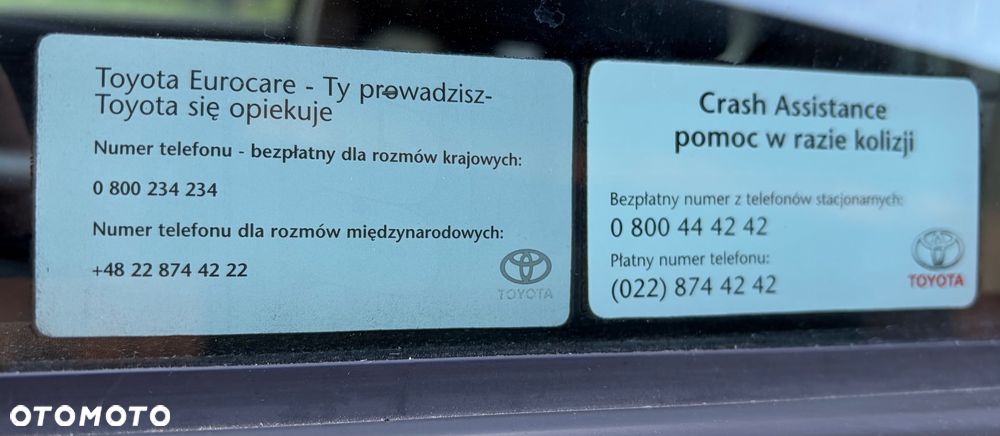 Toyota Eurocare - Ty prowadzisz-
Toyota się opiekuje
Numer telefonu - bezpłatny dla rozmów krajowych:
0 800 234 234
Numer telefonu dla rozmów międzynarodowych:
+48 22 874 42 22
TOYOTA
Crash Assistance
pomoc w razie kolizji
Bezpłatny numer z telefonów stacjonarnych:
0 800 44 42 42
Płatny numer telefonu:
(022) 874 42 42
TOYOTA
OTOMOTO